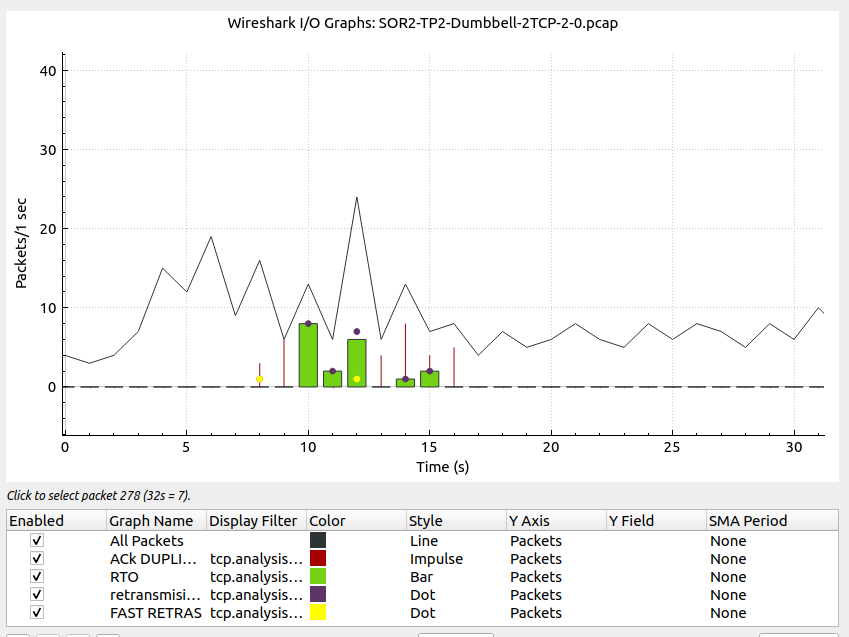 Wireshark I/O Graphs: SOR2-TP2-Dumbbell-2TCP-2-0.pcap
40
30
20
10
0
Packets/1 sec
0 5 10 15 20 25 30
Time (s)
Click to select packet 278 (32s = 7).
Enabled Graph Name Display Filter Color Style Y Axis Y Field SMA Period
All Packets Line Packets None
ACk DUPLI... tcp.analysis... Impulse Packets None
RTO tcp.analysis... Bar Packets None
retransmisi... tcp.analysis... Dot Packets None
FAST RETRAS tcp.analysis... Dot Packets None